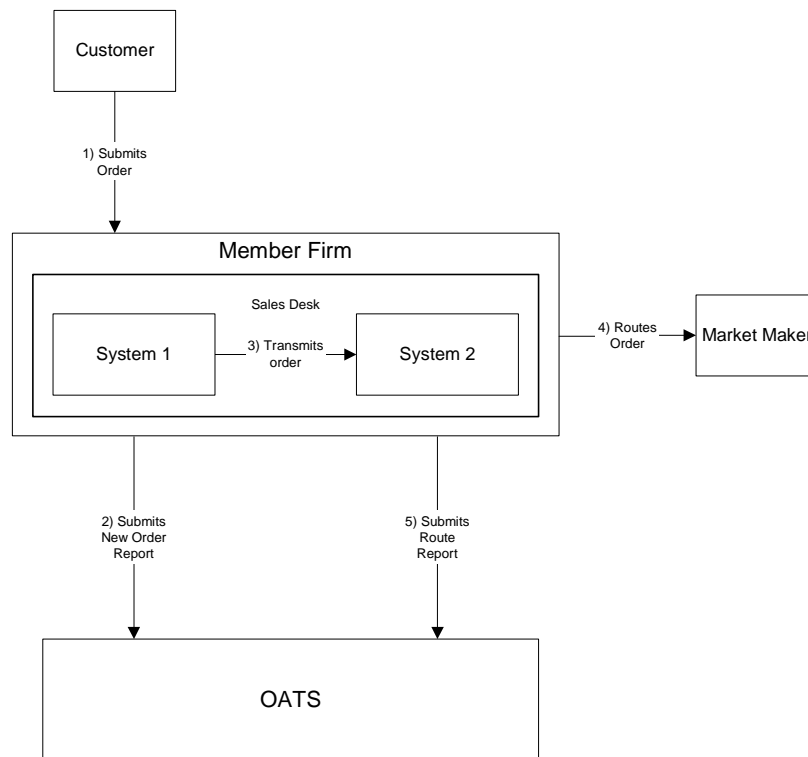 Customer
1) Submits
Order
Member Firm
Sales Desk
System 1
3) Transmits
order
System 2
4) Routes
Order
Market Maker
2) Submits
New Order
Report
5) Submits
Route
Report
OATS